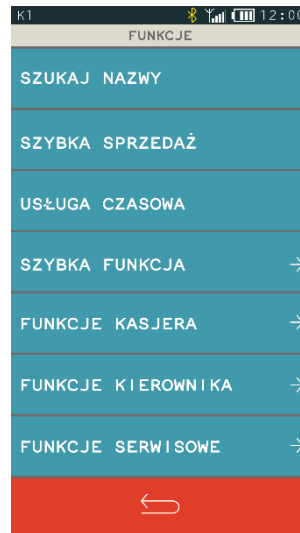 K1 12:00
FUNKCJE
SZUKAJ NAZWY
SZYBKA SPRZEDAŻ
USŁUGA CZASOWA
SZYBKA FUNKCJA
FUNKCJE KASJERA
FUNKCJE KIEROWNIKA
FUNKCJE SERWISOWE